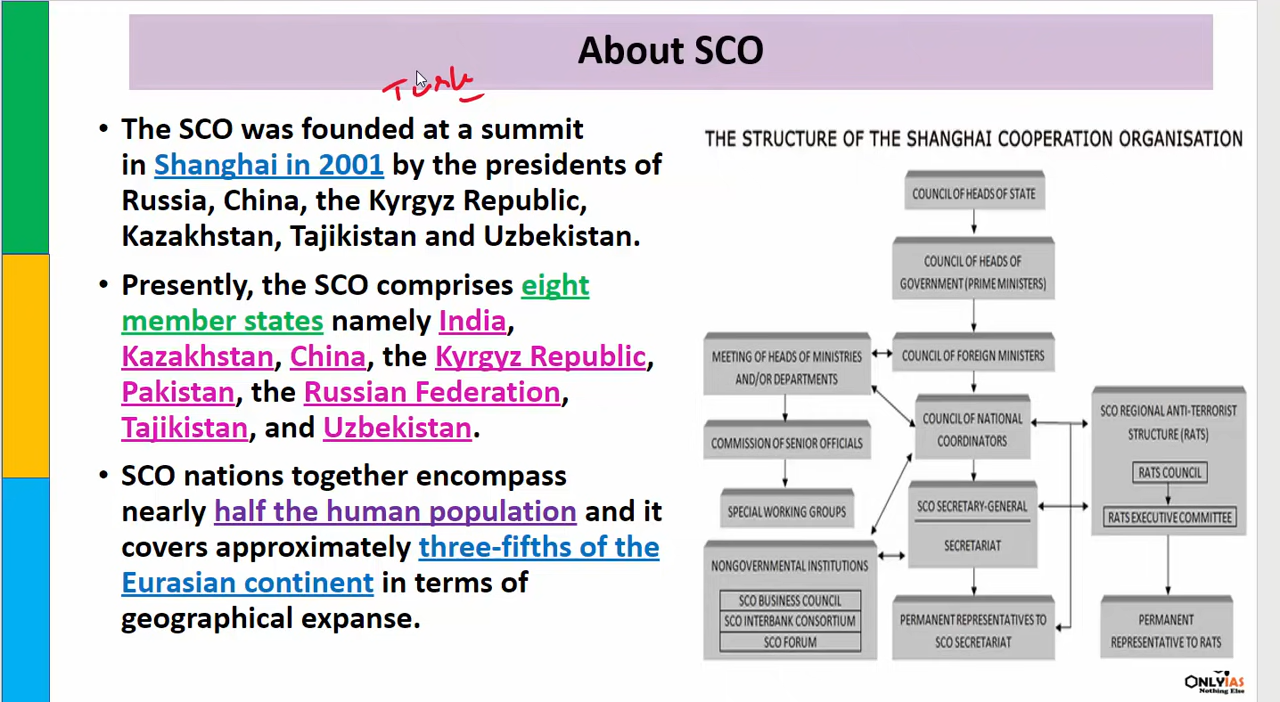 About SCO
Turk
• The SCO was founded at a summit
in Shanghai in 2001 by the presidents of
Russia, China, the Kyrgyz Republic,
Kazakhstan, Tajikistan and Uzbekistan.
• Presently, the SCO comprises eight
member states namely India,
Kazakhstan, China, the Kyrgyz Republic,
Pakistan, the Russian Federation,
Tajikistan, and Uzbekistan.
• SCO nations together encompass
nearly half the human population and it
covers approximately three-fifths of the
Eurasian continent in terms of
geographical expanse.
THE STRUCTURE OF THE SHANGHAI COOPERATION ORGANISATION
COUNCIL OF HEADS OF STATE
COUNCIL OF HEADS OF
GOVERNMENT (PRIME MINISTERS)
MEETING OF HEADS OF MINISTRIES
AND/OR DEPARTMENTS
COUNCIL OF FOREIGN MINISTERS
COMMISSION OF SENIOR OFFICIALS
COUNCIL OF NATIONAL
COORDINATORS
SCO REGIONAL ANTI-TERRORIST
STRUCTURE (RATS)
RATS COUNCIL
RATS EXECUTIVE COMMITTEE
SPECIAL WORKING GROUPS
SCO SECRETARY-GENERAL
SECRETARIAT
NONGOVERNMENTAL INSTITUTIONS
SCO BUSINESS COUNCIL
SCO INTERBANK CONSORTIUM
SCO FORUM
PERMANENT REPRESENTATIVES TO
SCO SECRETARIAT
PERMANENT
REPRESENTATIVE TO RATS
ONLYIAS
Nothing Else